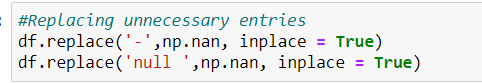 #Replacing unnecessary entries
df.replace('-',np.nan, inplace = True)
df.replace('null ',np.nan, inplace = True)